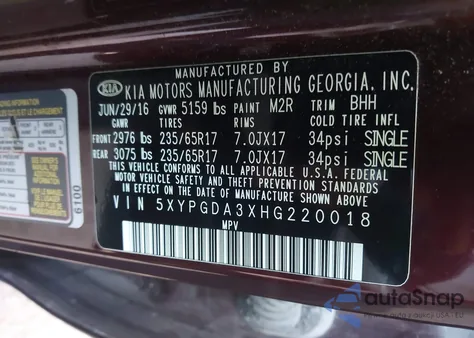 MANUFACTURED BY
KIA KIA MOTORS MANUFACTURING GEORGIA, INC.
JUN/29/16 GVWR 5159 lbs PAINT M2R TRIM BHH
GAWR TIRES RIMS COLD TIRE INFL
FRONT 2976 lbs 235/65R17 7.0JX17 34psi SINGLE
REAR 3075 lbs 235/65R17 7.0JX17 34psi SINGLE
THIS VEHICLE CONFORMS TO ALL APPLICABLE U.S.A. FEDERAL
MOTOR VEHICLE SAFETY AND THEFT PREVENTION STANDARDS
IN EFFECT ON THE DATE OF MANUFACTURE SHOWN ABOVE.
VIN 5XYPGDA3XHG220018
MPV
6100
autoSnap